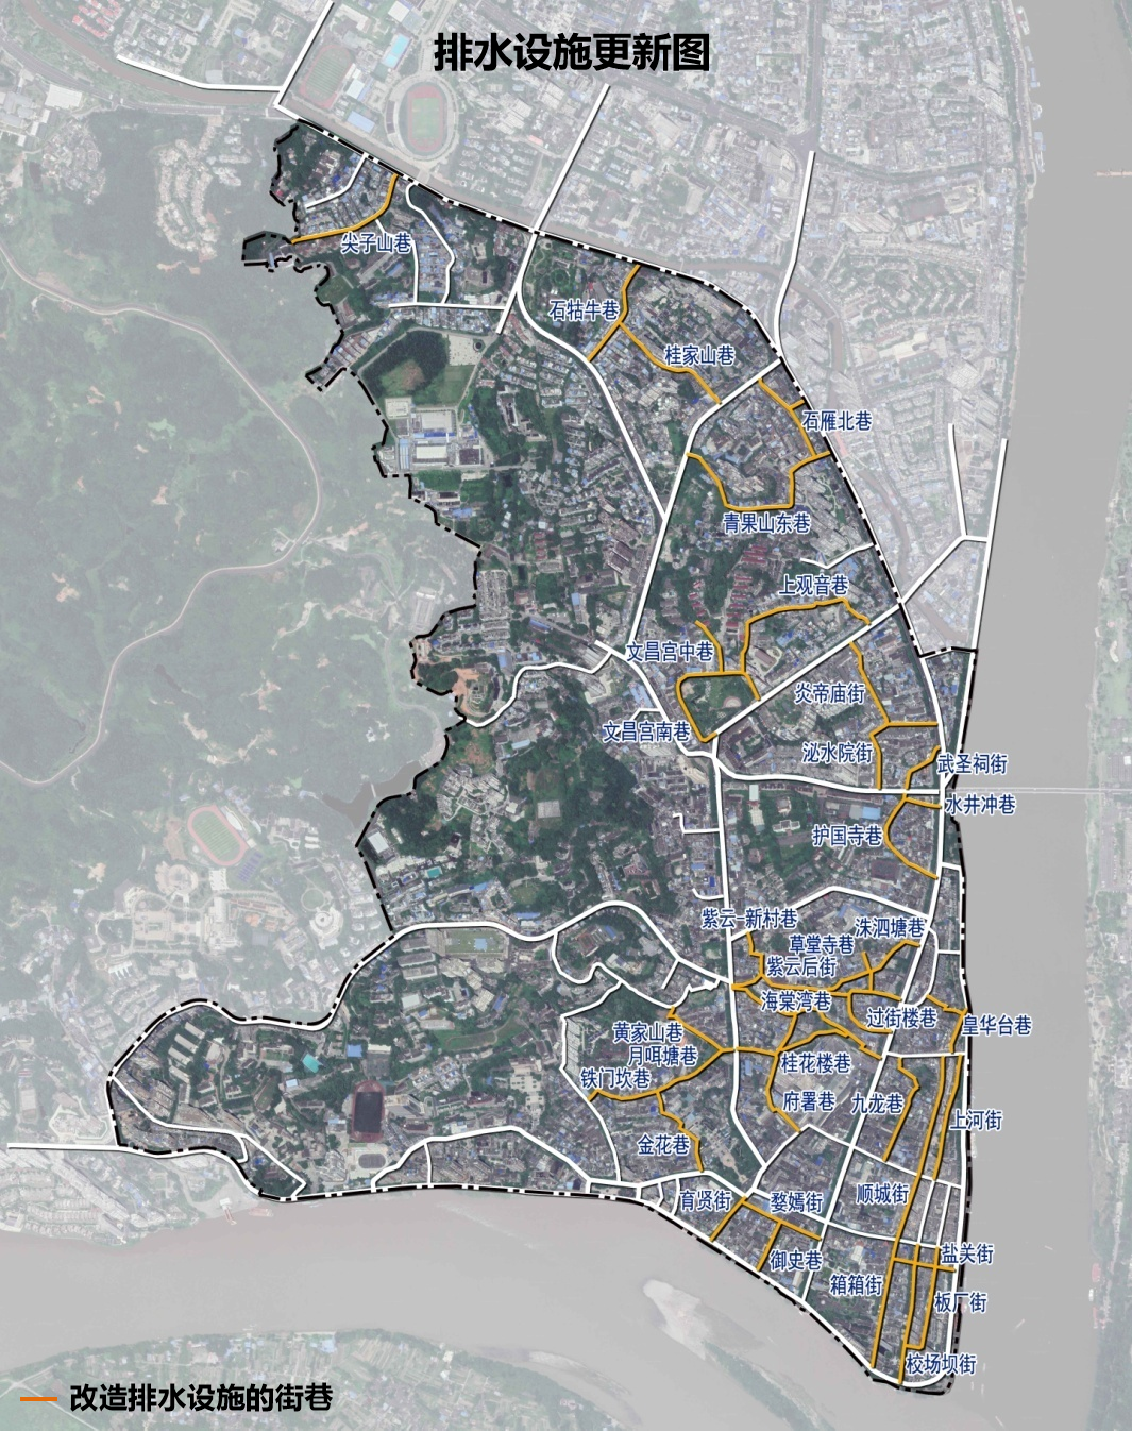 排水设施更新图
尖子山巷
石牯牛巷
桂家山巷
石雁北巷
青果山东巷
上观音巷
文昌宫中巷
炎帝庙街
文昌宫南巷
泌水院街
武圣祠街
水井冲巷
护国寺巷
紫云-新村巷
洙泗塘巷
草堂寺巷
紫云后街
海棠湾巷
过街楼巷
皇华台巷
黄家山巷
月咡塘巷
桂花楼巷
铁门坎巷
府署巷
九龙巷
上河街
金花巷
育贤街
婺嫣街
顺城街
御史巷
盐关街
箱箱街
板厂街
校场坝街
改造排水设施的街巷